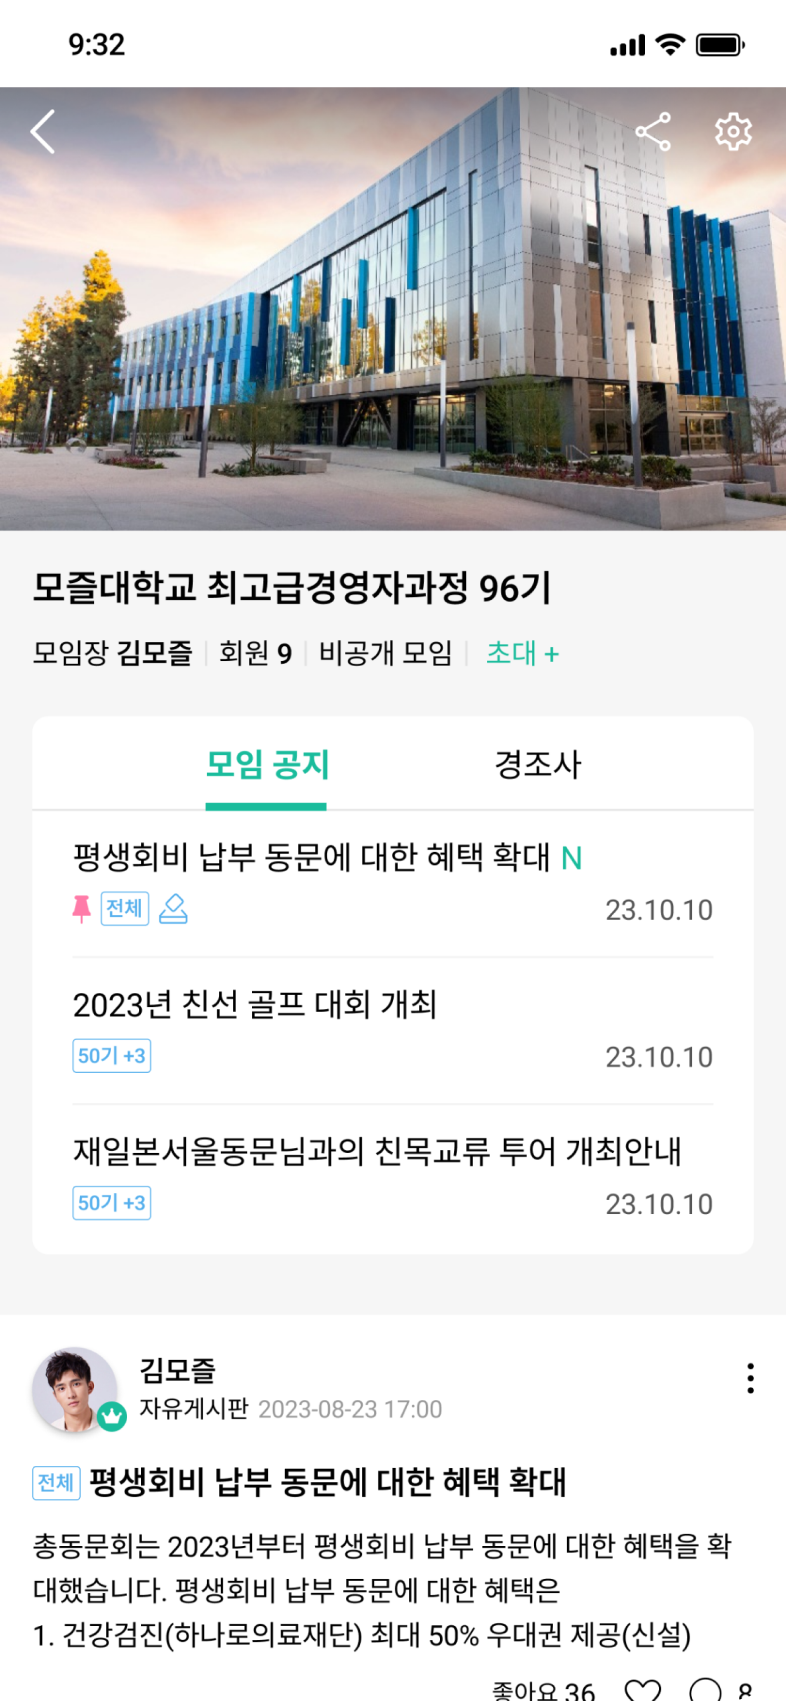 9:32
모즐대학교 최고급경영자과정 96기
모임장 김모즐 회원 9 비공개 모임 초대 +
모임 공지 경조사
평생회비 납부 동문에 대한 혜택 확대 N
전체 23.10.10
2023년 친선 골프 대회 개최
50기 +3 23.10.10
재일본서울동문님과의 친목교류 투어 개최안내
50기 +3 23.10.10
김모즐
자유게시판 2023-08-23 17:00
전체 평생회비 납부 동문에 대한 혜택 확대
총동문회는 2023년부터 평생회비 납부 동문에 대한 혜택을 확
대했습니다. 평생회비 납부 동문에 대한 혜택은
1. 건강검진(하나로의료재단) 최대 50% 우대권 제공(신설)
좋아요 36 8